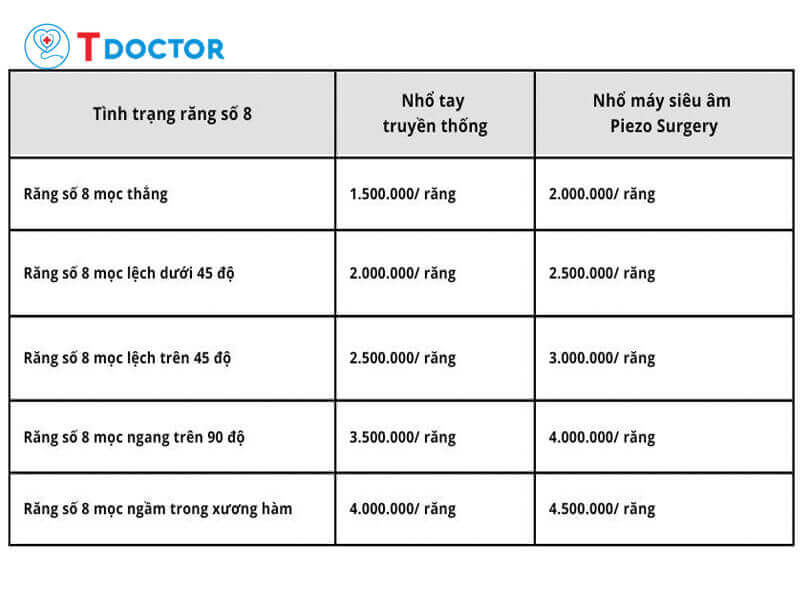 T DOCTOR
Tình trạng răng số 8
Nhổ tay
truyền thống
Nhổ máy siêu âm
Piezo Surgery
Răng số 8 mọc thẳng
1.500.000/ răng
2.000.000/ răng
Răng số 8 mọc lệch dưới 45 độ
2.000.000/ răng
2.500.000/ răng
Răng số 8 mọc lệch trên 45 độ
2.500.000/ răng
3.000.000/ răng
Răng số 8 mọc ngang trên 90 độ
3.500.000/ răng
4.000.000/ răng
Răng số 8 mọc ngầm trong xương hàm
4.000.000/ răng
4.500.000/ răng